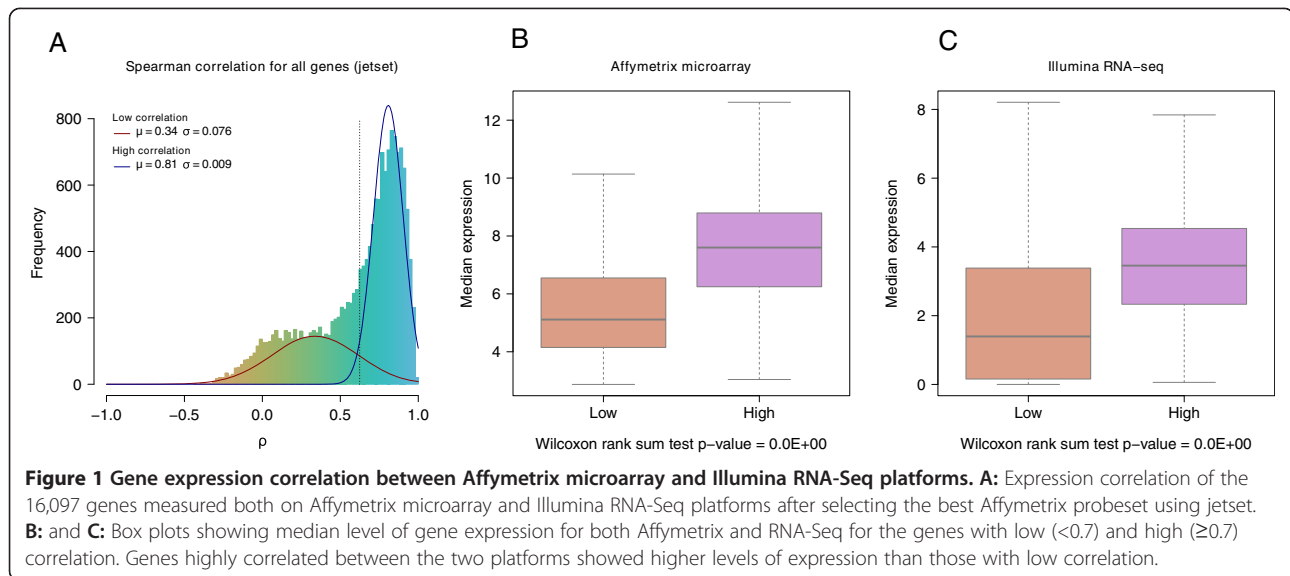 A
Spearman correlation for all genes (jetset)
Low correlation
μ = 0.34 σ = 0.076
High correlation
μ = 0.81 σ = 0.009
Frequency
800
600
400
200
0
−1.0 −0.5 0.0 0.5 1.0
ρ
B
Affymetrix microarray
Median expression
12
10
8
6
4
Low High
Wilcoxon rank sum test p−value = 0.0E+00
C
Illumina RNA−seq
Median expression
8
6
4
2
0
Low High
Wilcoxon rank sum test p−value = 0.0E+00
Figure 1 Gene expression correlation between Affymetrix microarray and Illumina RNA-Seq platforms. A: Expression correlation of the
16,097 genes measured both on Affymetrix microarray and Illumina RNA-Seq platforms after selecting the best Affymetrix probeset using jetset.
B: and C: Box plots showing median level of gene expression for both Affymetrix and RNA-Seq for the genes with low (<0.7) and high (≥0.7)
correlation. Genes highly correlated between the two platforms showed higher levels of expression than those with low correlation.